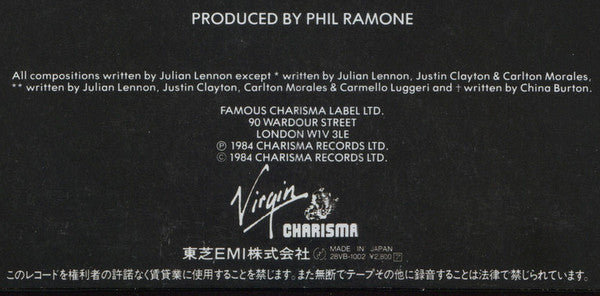 PRODUCED BY PHIL RAMONE
All compositions written by Julian Lennon except * written by Julian Lennon, Justin Clayton & Carlton Morales,
** written by Julian Lennon, Justin Clayton, Carlton Morales & Carmello Luggeri and † written by China Burton.
FAMOUS CHARISMA LABEL LTD.
90 WARDOUR STREET
LONDON W1V 3LE
Ⓟ 1984 CHARISMA RECORDS LTD.
© 1984 CHARISMA RECORDS LTD.
Virgin
CHARISMA
東芝EMI株式会社 MADE IN JAPAN
28VB-1002 ¥2,800
このレコードを権利者の許諾なく賃貸業に使用することを禁じます。また無断でテープその他に録音することは法律で禁じられています。